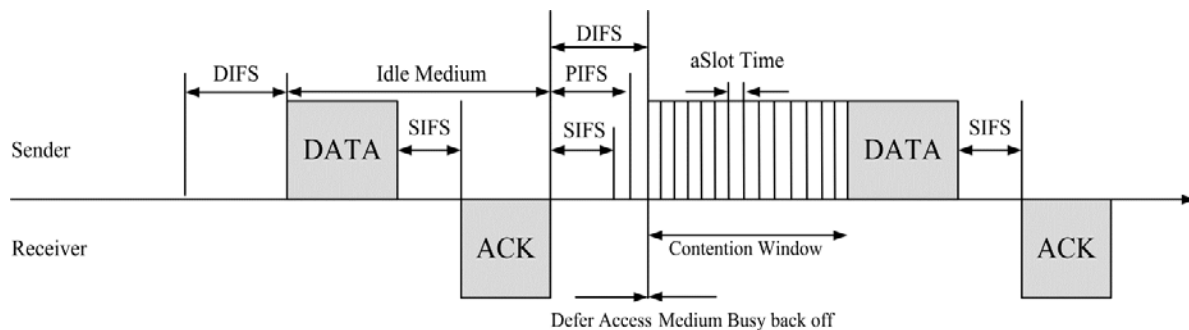 DIFS
DIFS
Idle Medium
PIFS
aSlot Time
Sender
DATA
SIFS
SIFS
DATA
SIFS
Receiver
ACK
Contention Window
ACK
Defer Access
Medium Busy back off